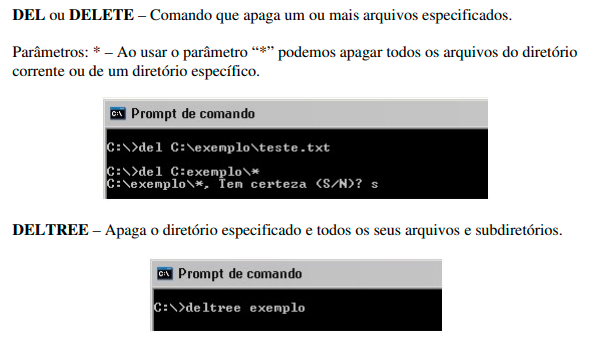 DEL ou DELETE – Comando que apaga um ou mais arquivos especificados.
Parâmetros: * – Ao usar o parâmetro “*” podemos apagar todos os arquivos do diretório
corrente ou de um diretório específico.
Prompt de comando
C:\>del C:\exemplo\teste.txt
C:\>del C:exemplo\*
C:\exemplo\*, Tem certeza (S/N)? s
DELTREE – Apaga o diretório especificado e todos os seus arquivos e subdiretórios.
Prompt de comando
C:\>deltree exemplo